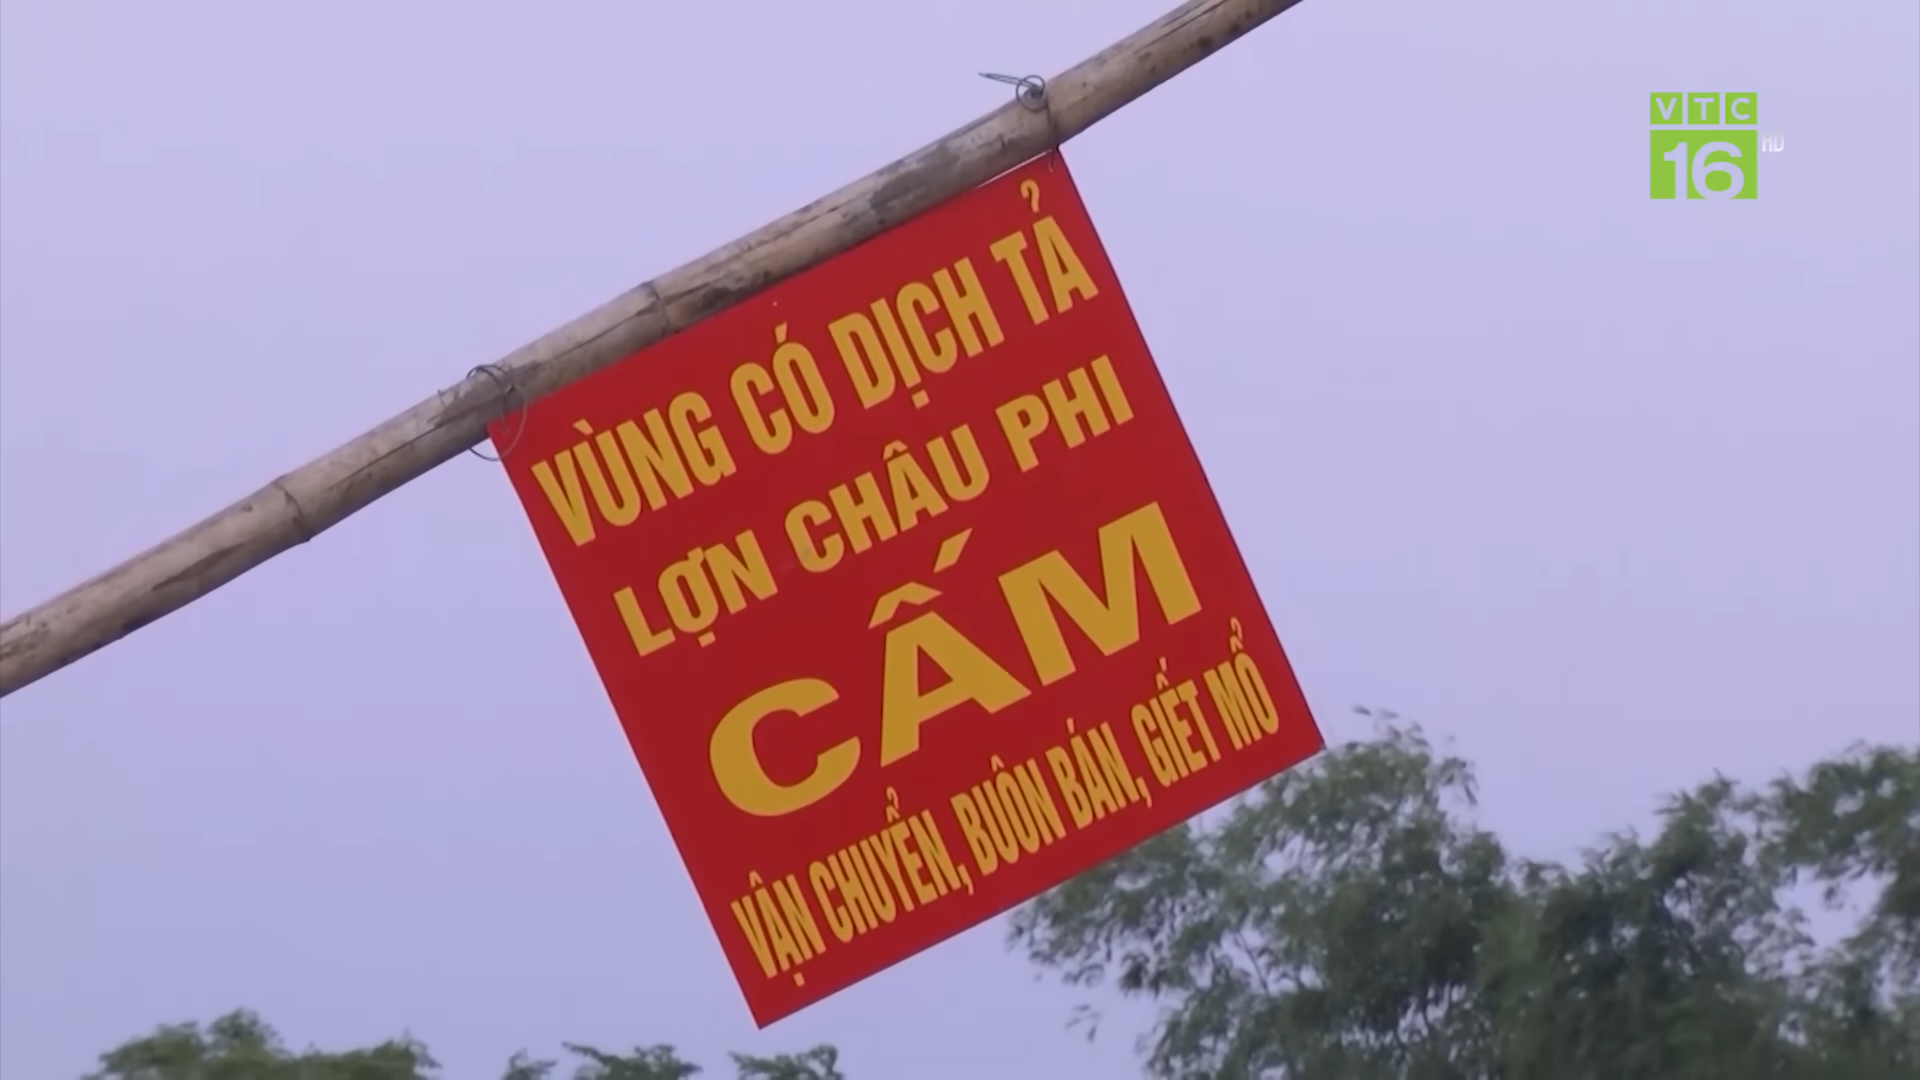 VTC
16 HD
VÙNG CÓ DỊCH TẢ
LỢN CHÂU PHI
CẤM
VẬN CHUYỂN, BUÔN BÁN, GIẾT MỔ